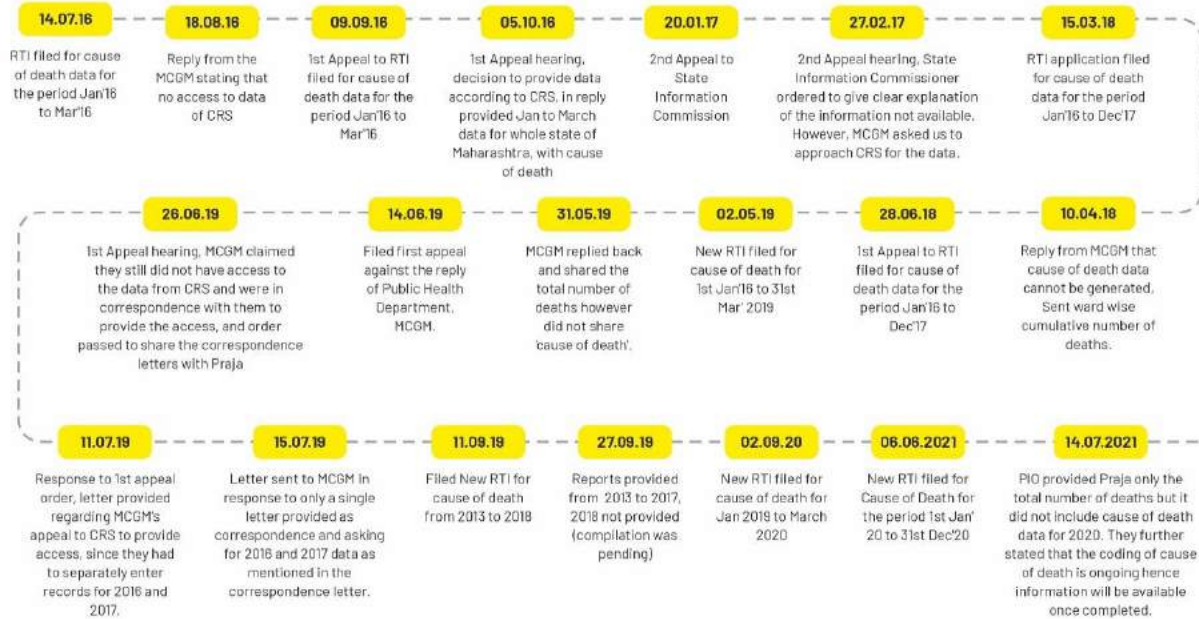 14.07.16
RTI filed for cause
of death data for
the period Jan'16
to Mar'16
18.08.16
Reply from the
MCGM stating that
no access to data
of CRS
09.09.16
1st Appeal to RTI
filed for cause of
death data for the
period Jan'16 to
Mar'16
05.10.16
1st Appeal hearing,
decision to provide data
according to CRS, in reply
provided Jan to March
data for whole state of
Maharashtra, with cause
of death
20.01.17
2nd Appeal to
State
Information
Commission
27.02.17
2nd Appeal hearing, State
Information Commissioner
ordered to give clear explanation
of the information not available.
However, MCGM asked us to
approach CRS for the data.
15.03.18
RTI application filed
for cause of death
data for the period
Jan'16 to Dec'17
10.04.18
Reply from MCGM that
cause of death data
cannot be generated.
Sent ward wise
cumulative number of
deaths.
28.06.18
1st Appeal to RTI
filed for cause of
death data for the
period Jan'16 to
Dec'17
02.05.19
New RTI filed for
cause of death for
1st Jan'16 to 31st
Mar' 2019
31.05.19
MCGM replied back
and shared the
total number of
deaths however
did not share
'cause of death'.
14.06.19
Filed first appeal
against the reply
of Public Health
Department,
MCGM.
26.06.19
1st Appeal hearing, MCGM claimed
they still did not have access to
the data from CRS and were in
correspondence with them to
provide the access, and order
passed to share the correspondence
letters with Praja
11.07.19
Response to 1st appeal
order, letter provided
regarding MCGM's
appeal to CRS to provide
access, since they had
to separately enter
records for 2016 and
2017.
15.07.19
Letter sent to MCGM in
response to only a single
letter provided as
correspondence and asking
for 2016 and 2017 data as
mentioned in the
correspondence letter.
11.09.19
Filed New RTI for
cause of death
from 2013 to 2018
27.09.19
Reports provided
from 2013 to 2017,
2018 not provided
(compilation was
pending)
02.09.20
New RTI filed for
cause of death for
Jan 2019 to March
2020
06.06.2021
New RTI filed for
Cause of Death for
the period 1st Jan'
20 to 31st Dec'20
14.07.2021
PIO provided Praja only the
total number of deaths but it
did not include cause of death
data for 2020. They further
stated that the coding of cause
of death is ongoing hence
information will be available
once completed.